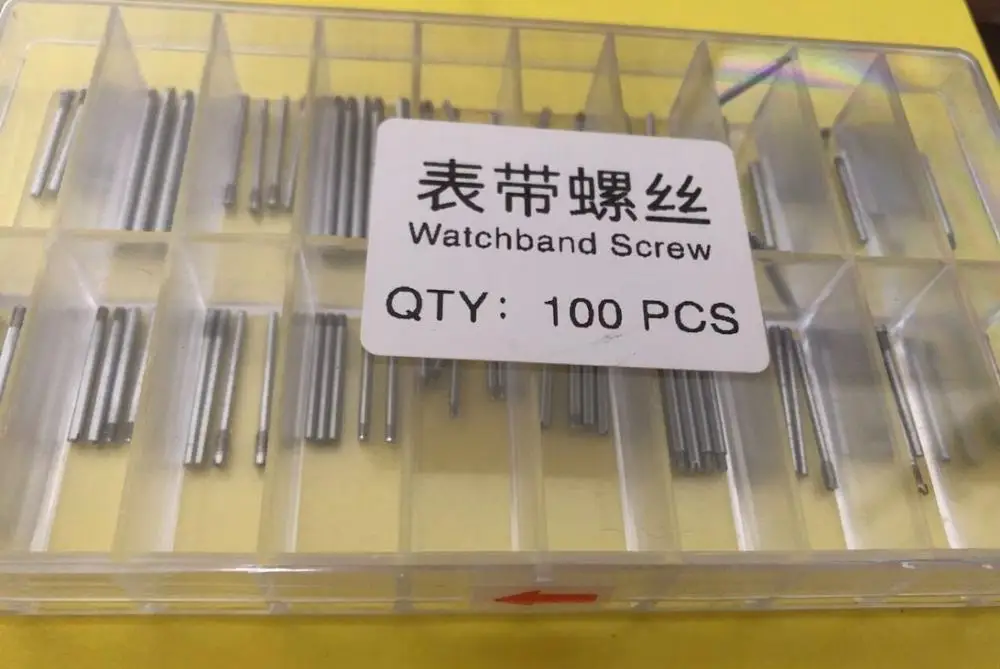 表带螺丝
Watchband Screw
QTY: 100 PCS